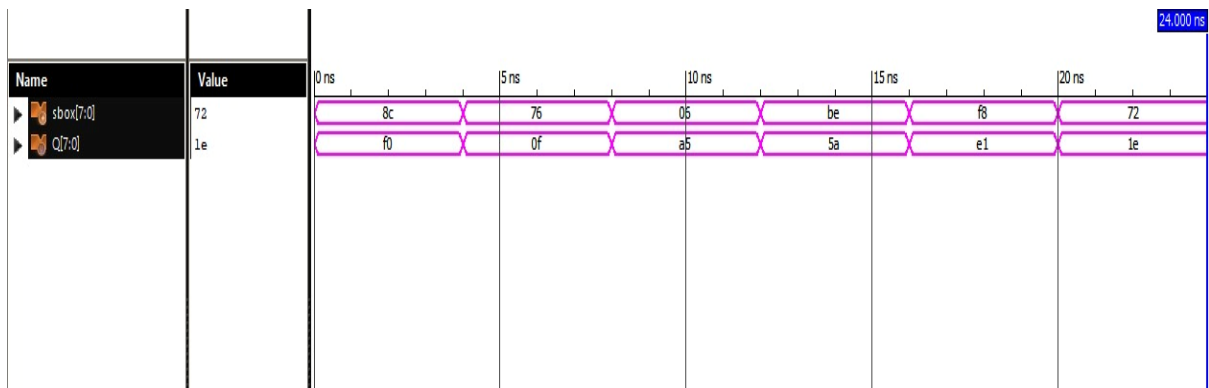 24.000 ns
Name Value 0 ns 5 ns 10 ns 15 ns 20 ns
sbox[7:0] 72 8c 76 06 be f8 72
Q[7:0] 1e f0 0f a5 5a e1 1e